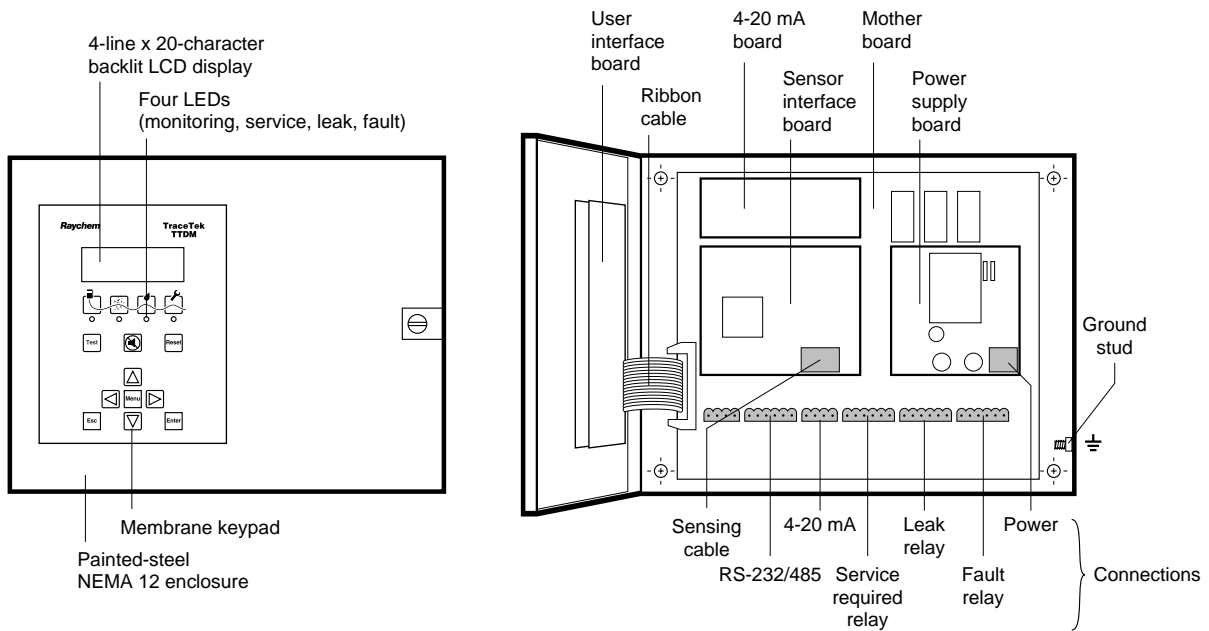 4-line x 20-character
backlit LCD display
Four LEDs
(monitoring, service, leak, fault)
Raychem
TraceTek
TTDM
Test
Reset
Menu
Esc
Enter
Membrane keypad
Painted-steel
NEMA 12 enclosure
User
interface
board
Ribbon
cable
4-20 mA
board
Sensor
interface
board
Mother
board
Power
supply
board
Ground
stud
Sensing
cable
RS-232/485
4-20 mA
Service
required
relay
Leak
relay
Fault
relay
Power
Connections